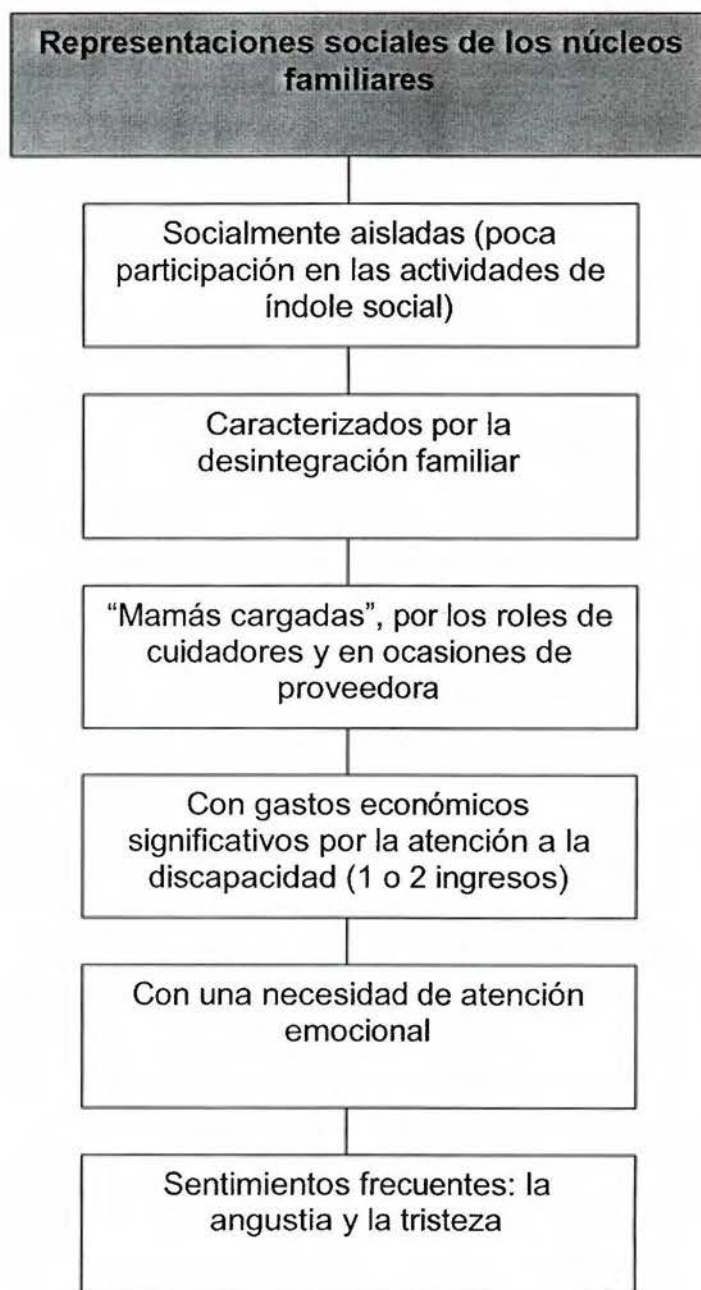 Representaciones sociales de los núcleos
familiares
Socialmente aisladas (poca
participación en las actividades de
índole social)
Caracterizados por la
desintegración familiar
“Mamás cargadas”, por los roles de
cuidadores y en ocasiones de
proveedora
Con gastos económicos
significativos por la atención a la
discapacidad (1 o 2 ingresos)
Con una necesidad de atención
emocional
Sentimientos frecuentes: la
angustia y la tristeza